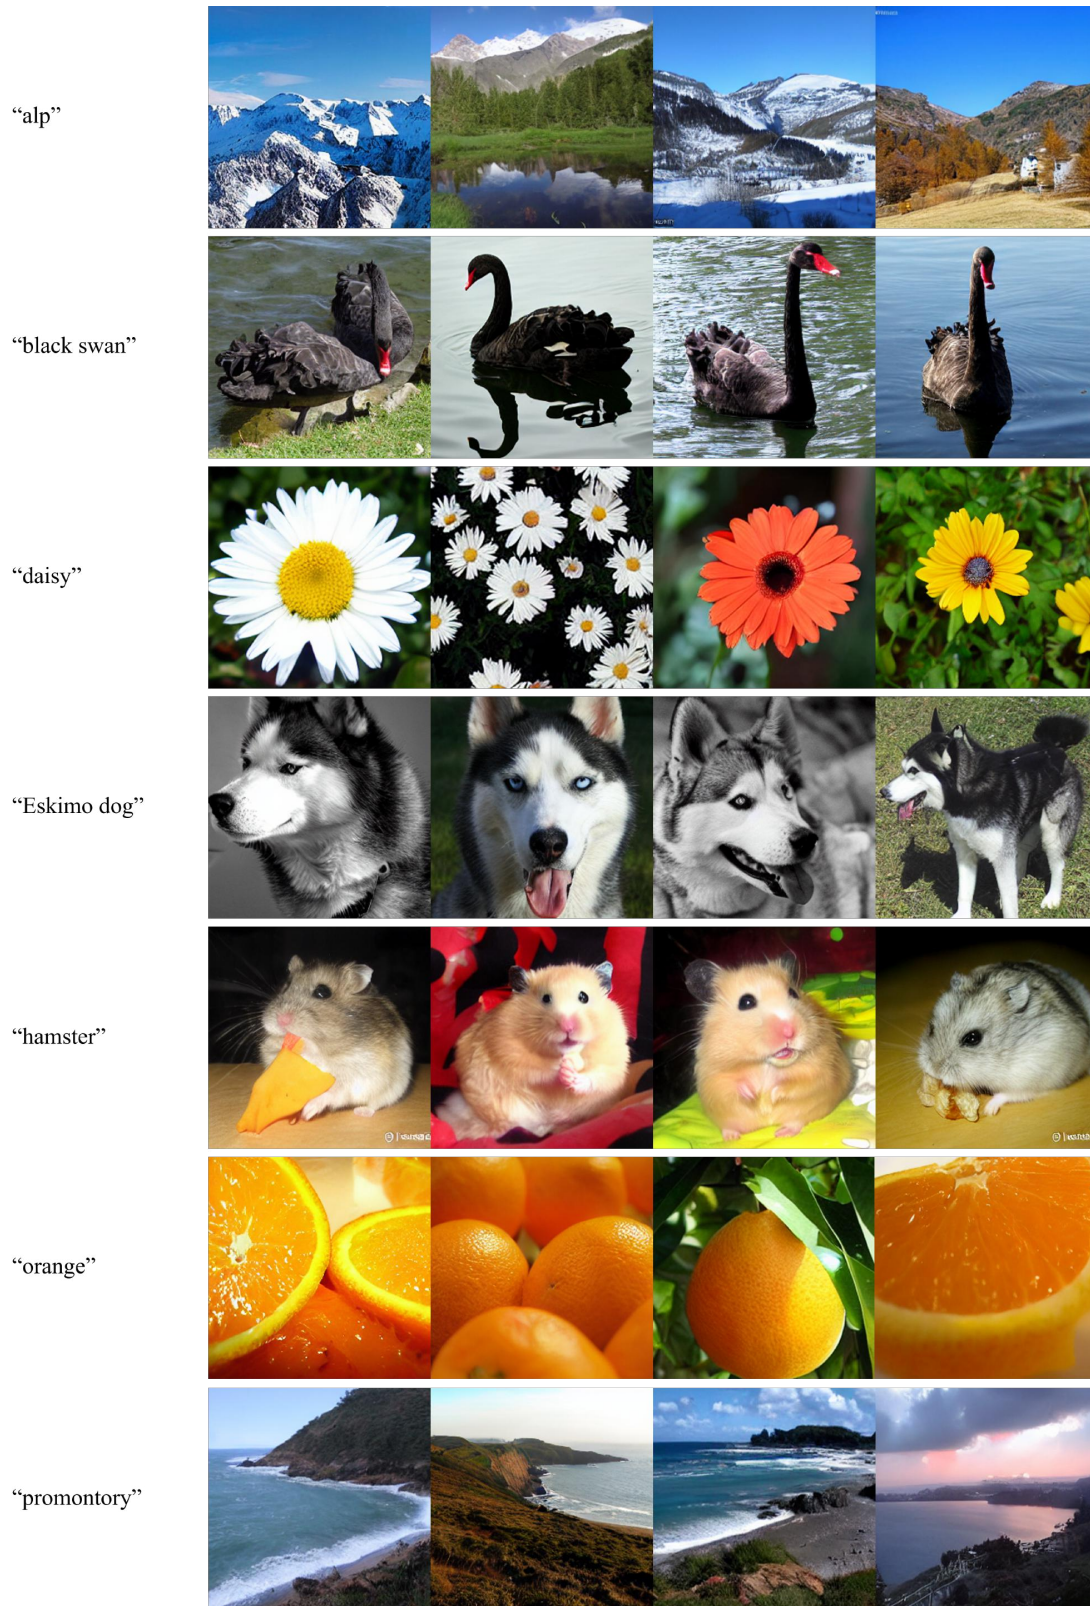 “alp”
“black swan”
“daisy”
“Eskimo dog”
“hamster”
“orange”
“promontory”